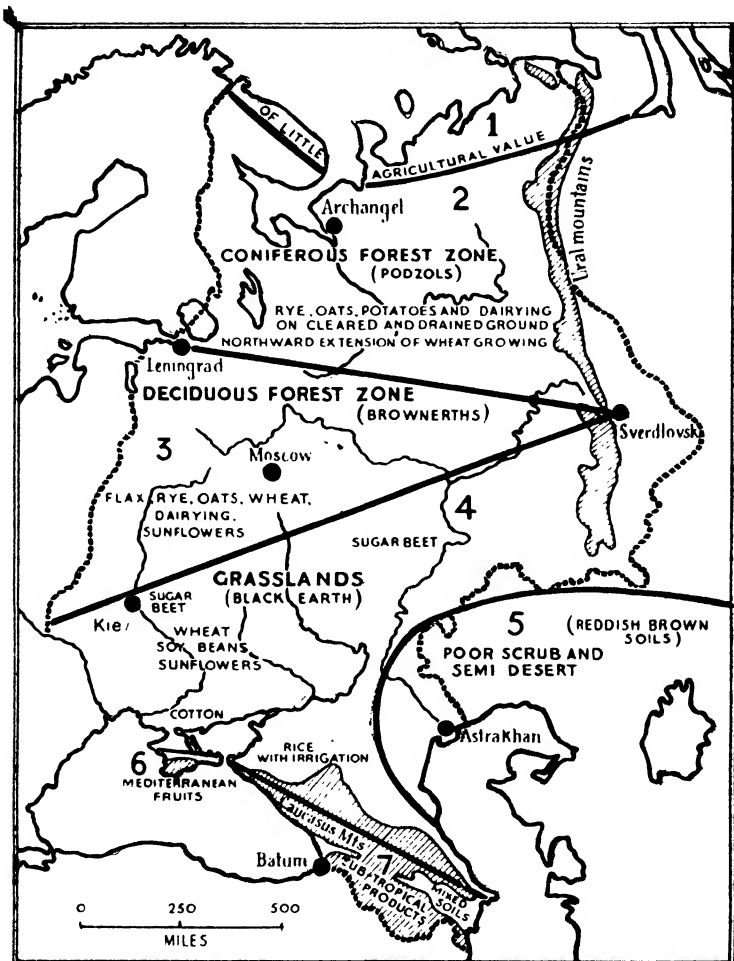 1
OF LITTLE
AGRICULTURAL VALUE
2
Archangel
Ural mountains
CONIFEROUS FOREST ZONE
(PODZOLS)
RYE, OATS, POTATOES AND DAIRYING
ON CLEARED AND DRAINED GROUND
NORTHWARD EXTENSION OF WHEAT GROWING
Leningrad
DECIDUOUS FOREST ZONE
(BROWNERTHS)
Sverdlovsk
3
Moscow
FLAX, RYE, OATS, WHEAT,
DAIRYING,
SUNFLOWERS
4
SUGAR BEET
GRASSLANDS
(BLACK EARTH)
SUGAR
BEET
WHEAT
SOY BEANS
SUNFLOWERS
5
(REDDISH BROWN
SOILS)
POOR SCRUB AND
SEMI DESERT
COTTON
Astrakhan
6
MEDITERRANEAN
FRUITS
RICE
WITH IRRIGATION
Caucasus Mts
Batum
7
SUBTROPICAL
PRODUCTS
MIXED
SOILS
0 250 500
MILES